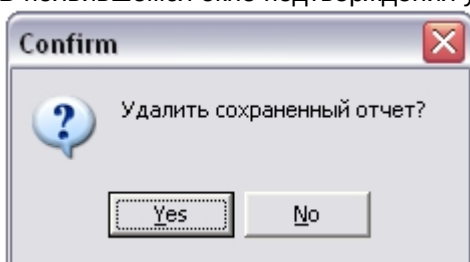 Confirm
Удалить сохраненный отчет?
Yes
No